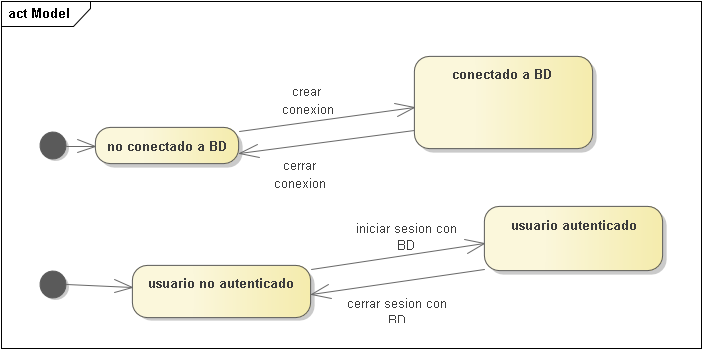 act Model
conectado a BD
crear
conexion
no conectado a BD
cerrar
conexion
usuario autenticado
iniciar sesion con
BD
usuario no autenticado
cerrar sesion con
BD